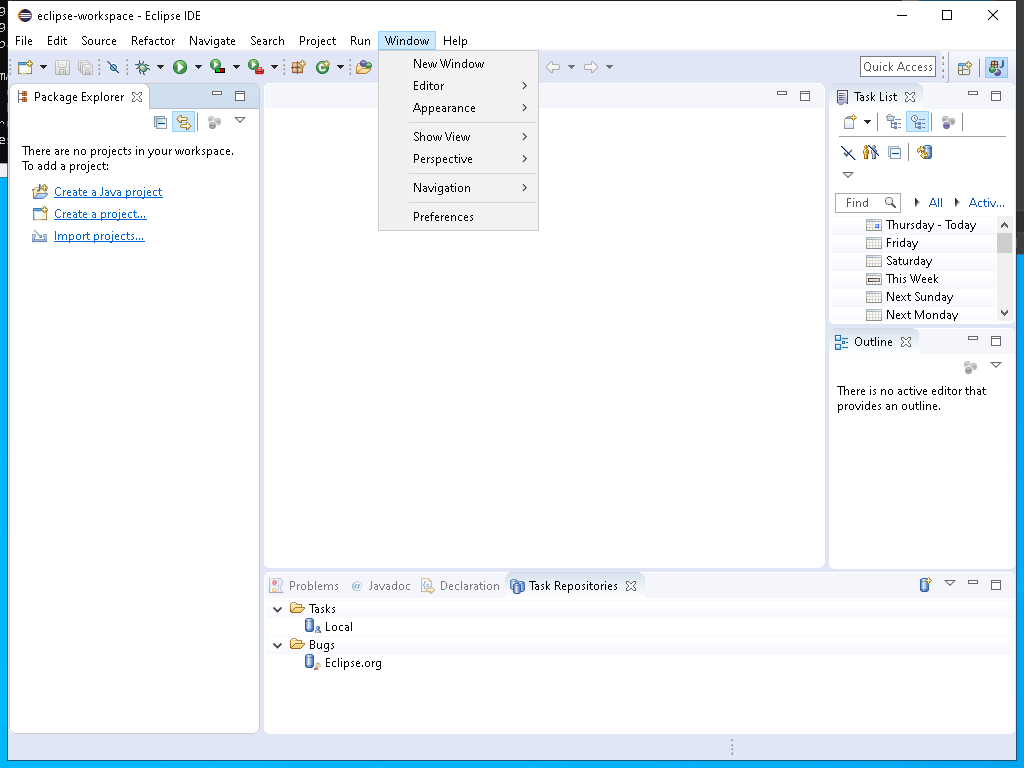 eclipse-workspace - Eclipse IDE
File Edit Source Refactor Navigate Search Project Run Window Help
Quick Access
New Window
Editor
Appearance
Show View
Perspective
Navigation
Preferences
Package Explorer
There are no projects in your workspace.
To add a project:
Create a Java project
Create a project...
Import projects...
Task List
Find All Activ...
Thursday - Today
Friday
Saturday
This Week
Next Sunday
Next Monday
Outline
There is no active editor that
provides an outline.
Problems @ Javadoc Declaration Task Repositories
Tasks
Local
Bugs
Eclipse.org